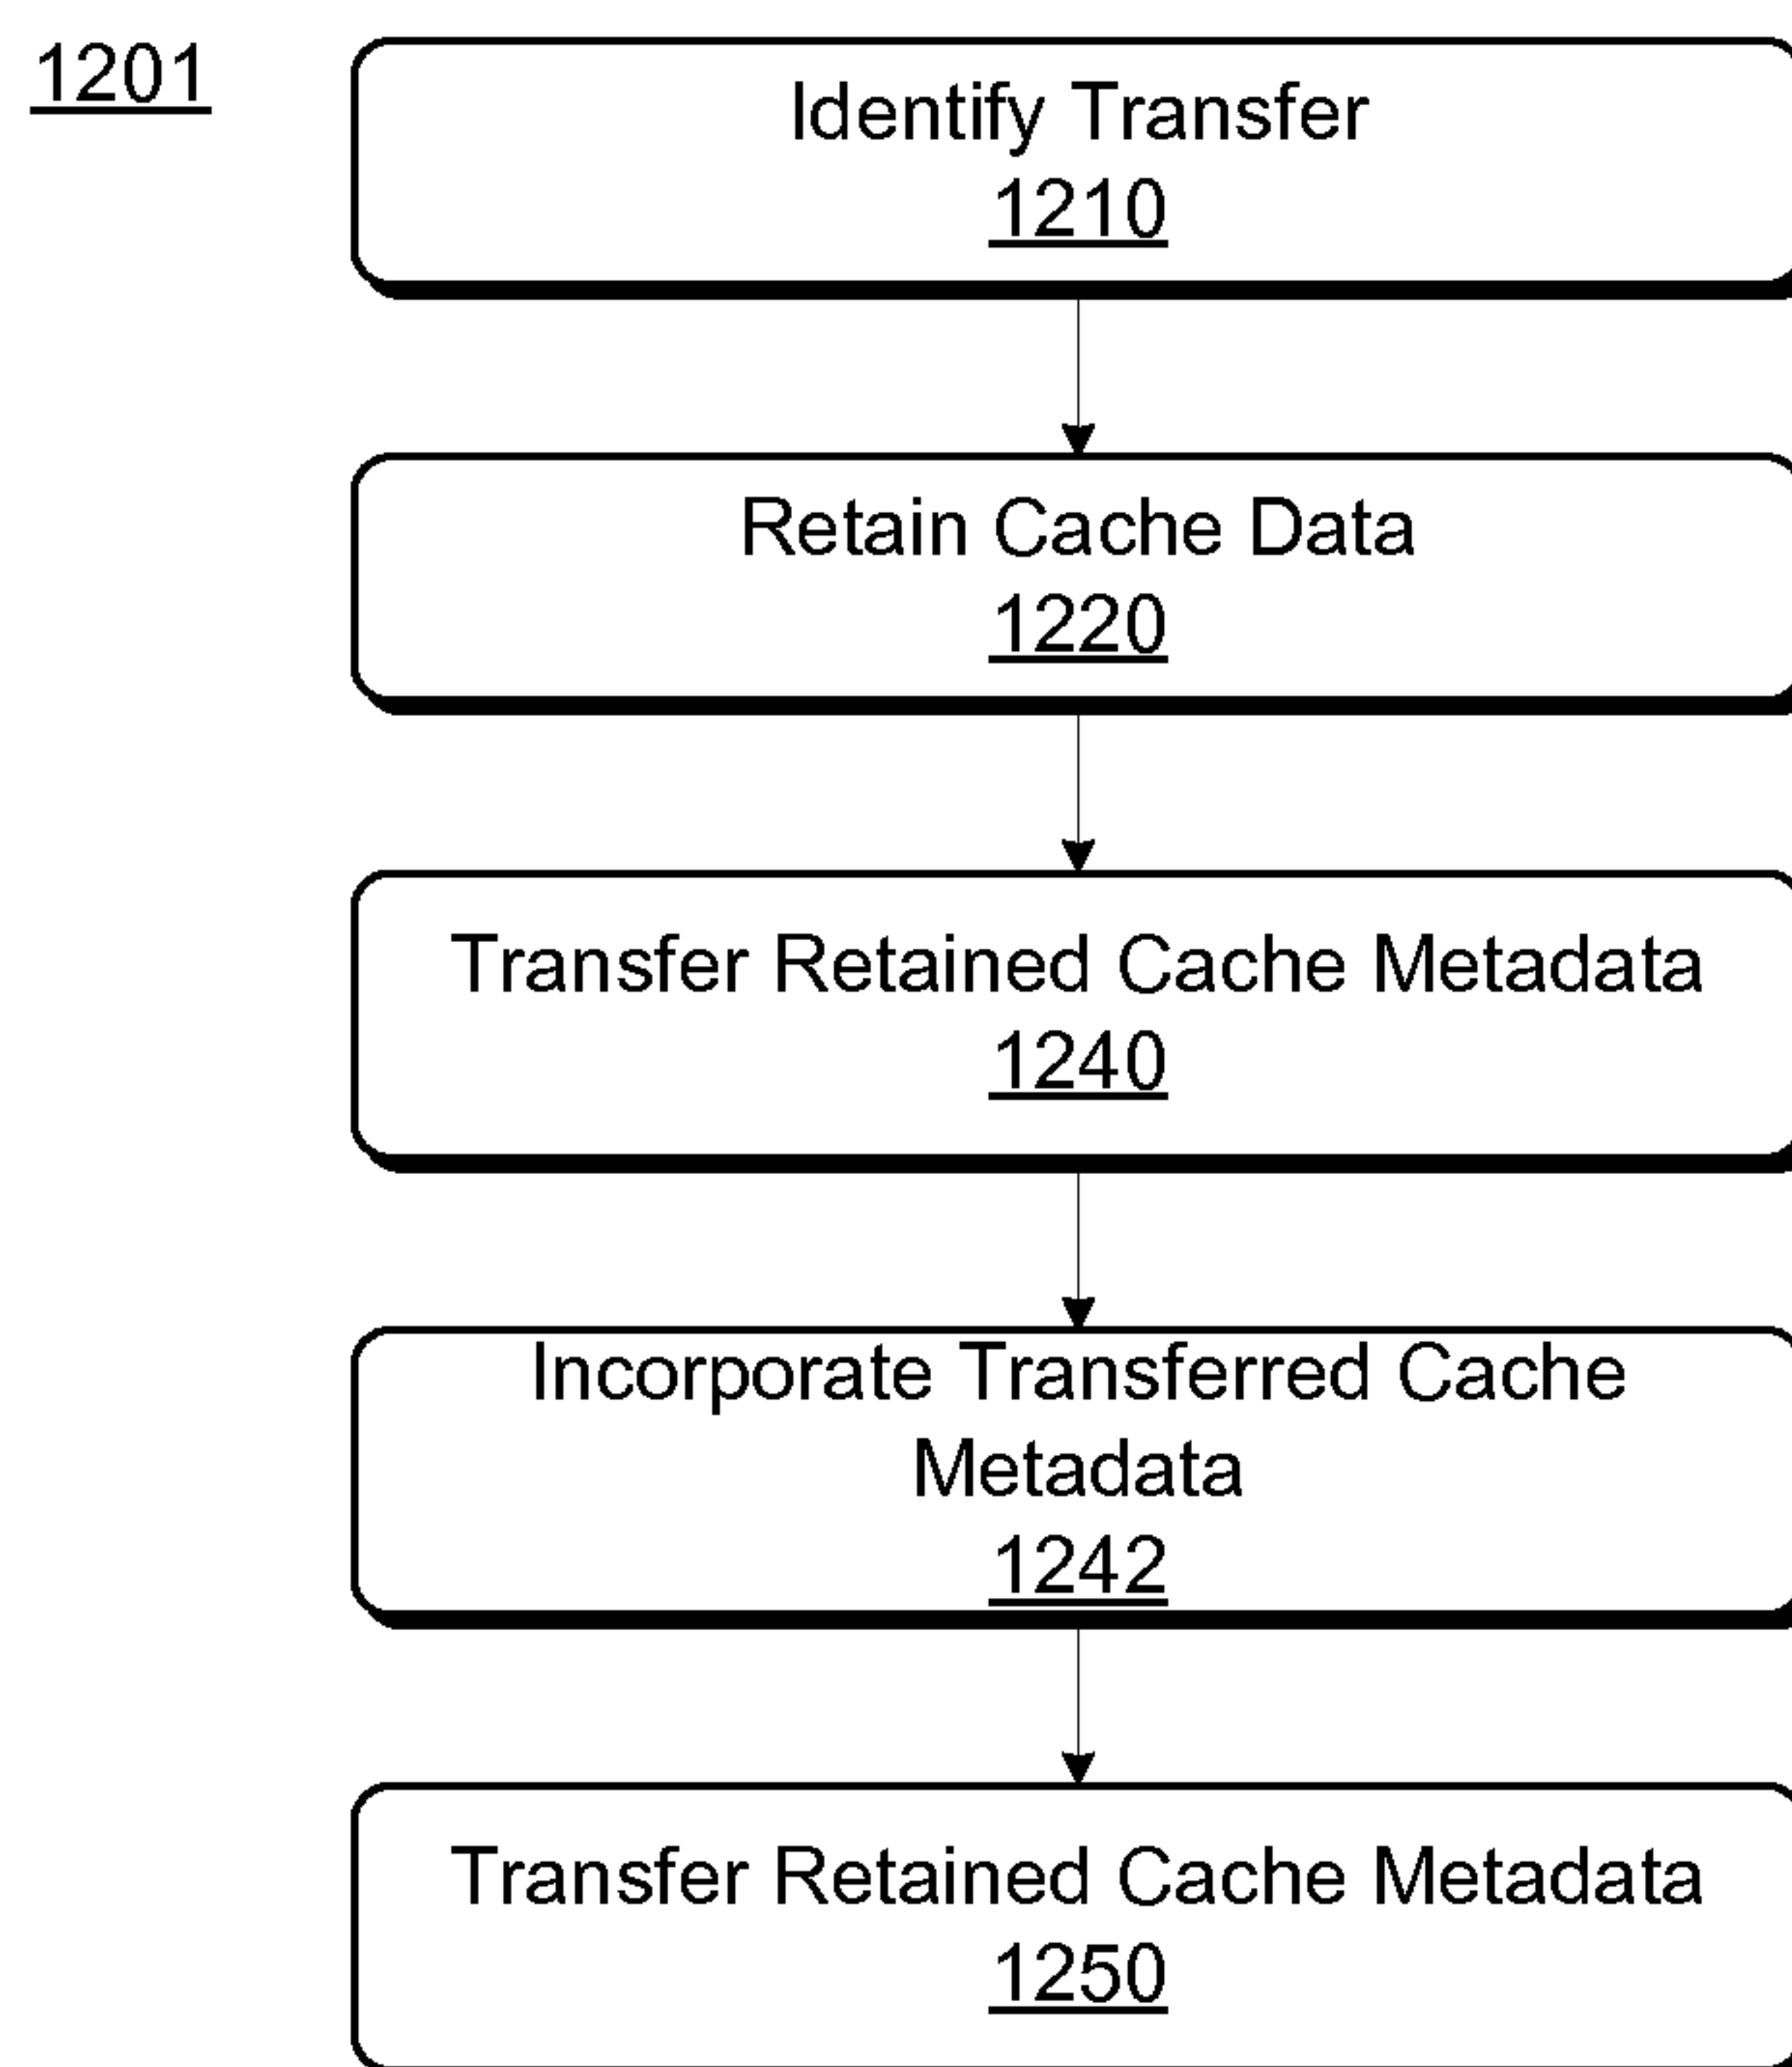 1201
Identify Transfer
1210
Retain Cache Data
1220
Transfer Retained Cache Metadata
1240
Incorporate Transferred Cache
Metadata
1242
Transfer Retained Cache Metadata
1250